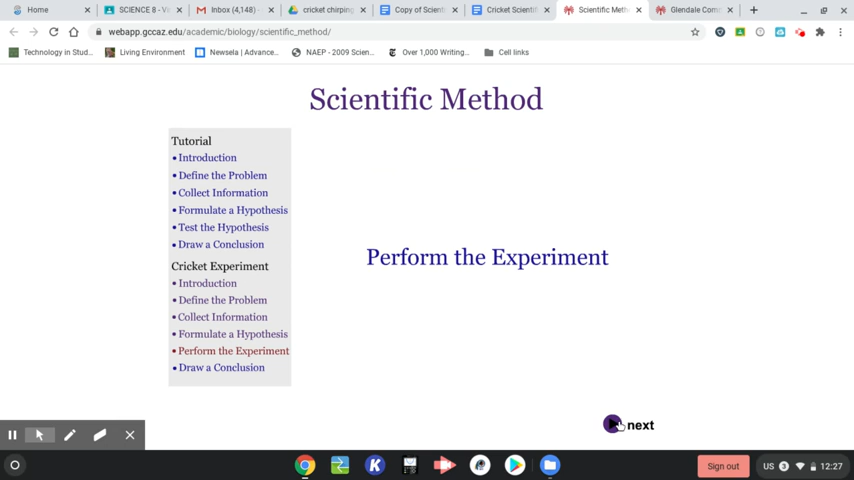 Home
SCIENCE 8 - Vi
Inbox (4,148)
cricket chirping
Copy of Scienti
Cricket Scientif
Scientific Meth
Glendale Comm
webapp.gccaz.edu/academic/biology/scientific_method/
Technology in Stud...
Living Environment
Newsela | Advance...
NAEP - 2009 Scien...
Over 1,000 Writing...
Cell links
Scientific Method
Tutorial
• Introduction
• Define the Problem
• Collect Information
• Formulate a Hypothesis
• Test the Hypothesis
• Draw a Conclusion
Cricket Experiment
• Introduction
• Define the Problem
• Collect Information
• Formulate a Hypothesis
• Perform the Experiment
• Draw a Conclusion
Perform the Experiment
next
Sign out
US 3 12:27